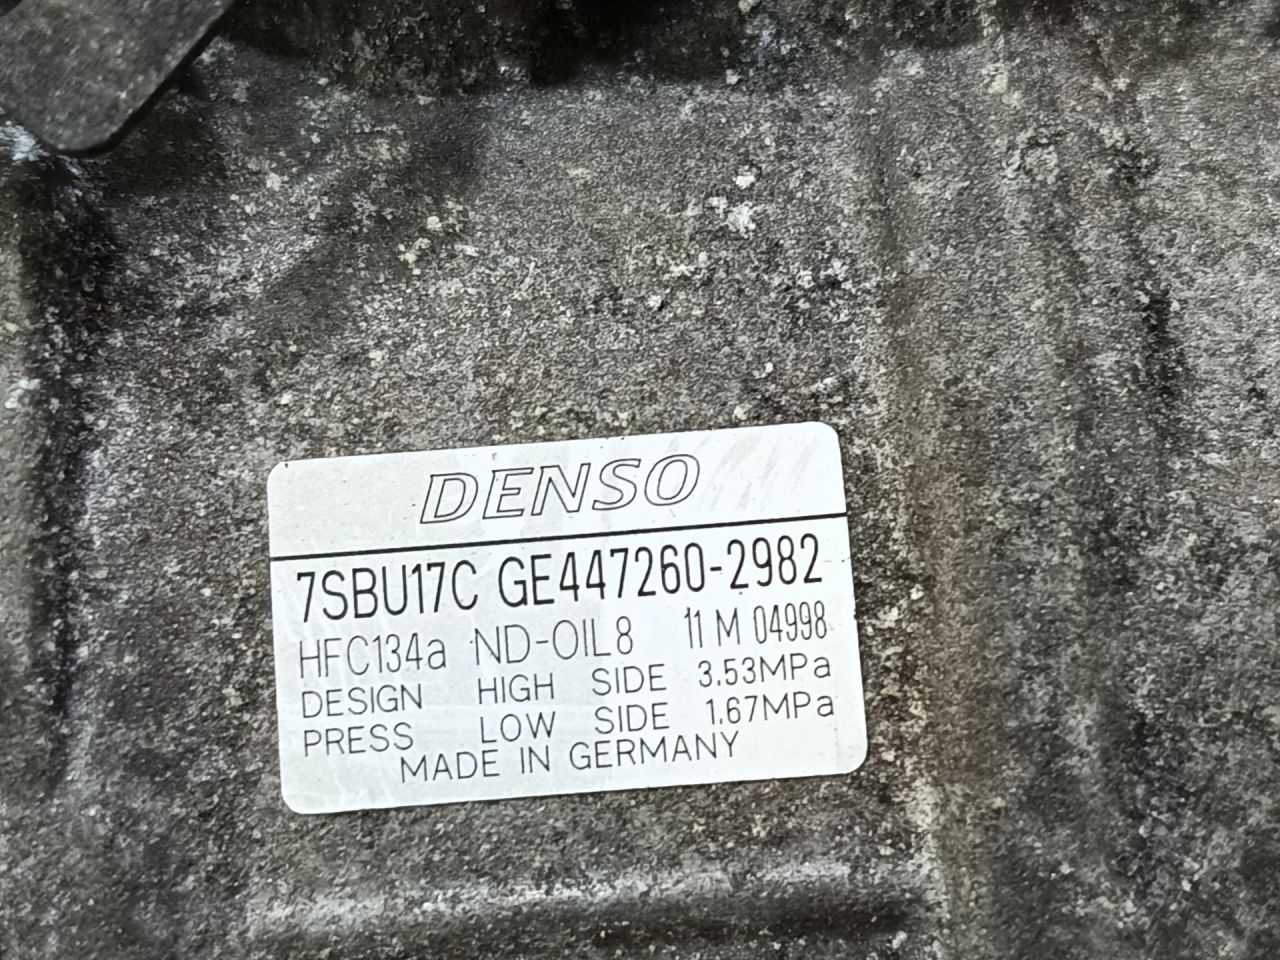 DENSO
7SBU17C GE447260-2982
HFC134a ND-OIL8 11 M 04998
DESIGN HIGH SIDE 3.53MPa
PRESS LOW SIDE 1.67MPa
MADE IN GERMANY